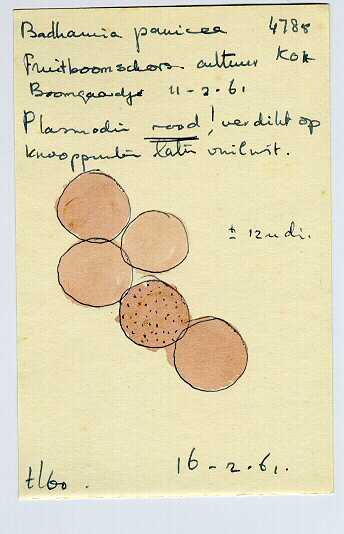 Badhamia panicea 4788
Fruitboomschors cultuur Kok
Boomgaardje 11-2-61
Plasmodia rood! verdikt op
knooppunten later vuilwit.
± 12 u di.
16-2-61.